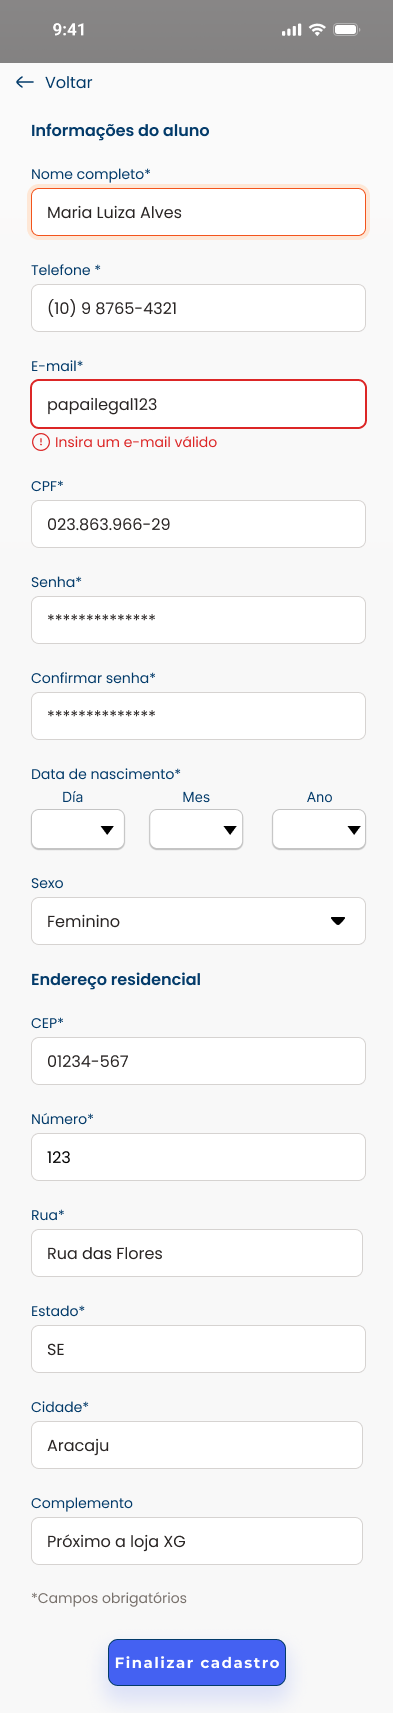 9:41
← Voltar
Informações do aluno
Nome completo*
Maria Luiza Alves
Telefone *
(10) 9 8765-4321
E-mail*
papailegal123
Insira um e-mail válido
CPF*
023.863.966-29
Senha*
**************
Confirmar senha*
**************
Data de nascimento*
Día Mes Ano
Sexo
Feminino
Endereço residencial
CEP*
01234-567
Número*
123
Rua*
Rua das Flores
Estado*
SE
Cidade*
Aracaju
Complemento
Próximo a loja XG
*Campos obrigatórios
Finalizar cadastro